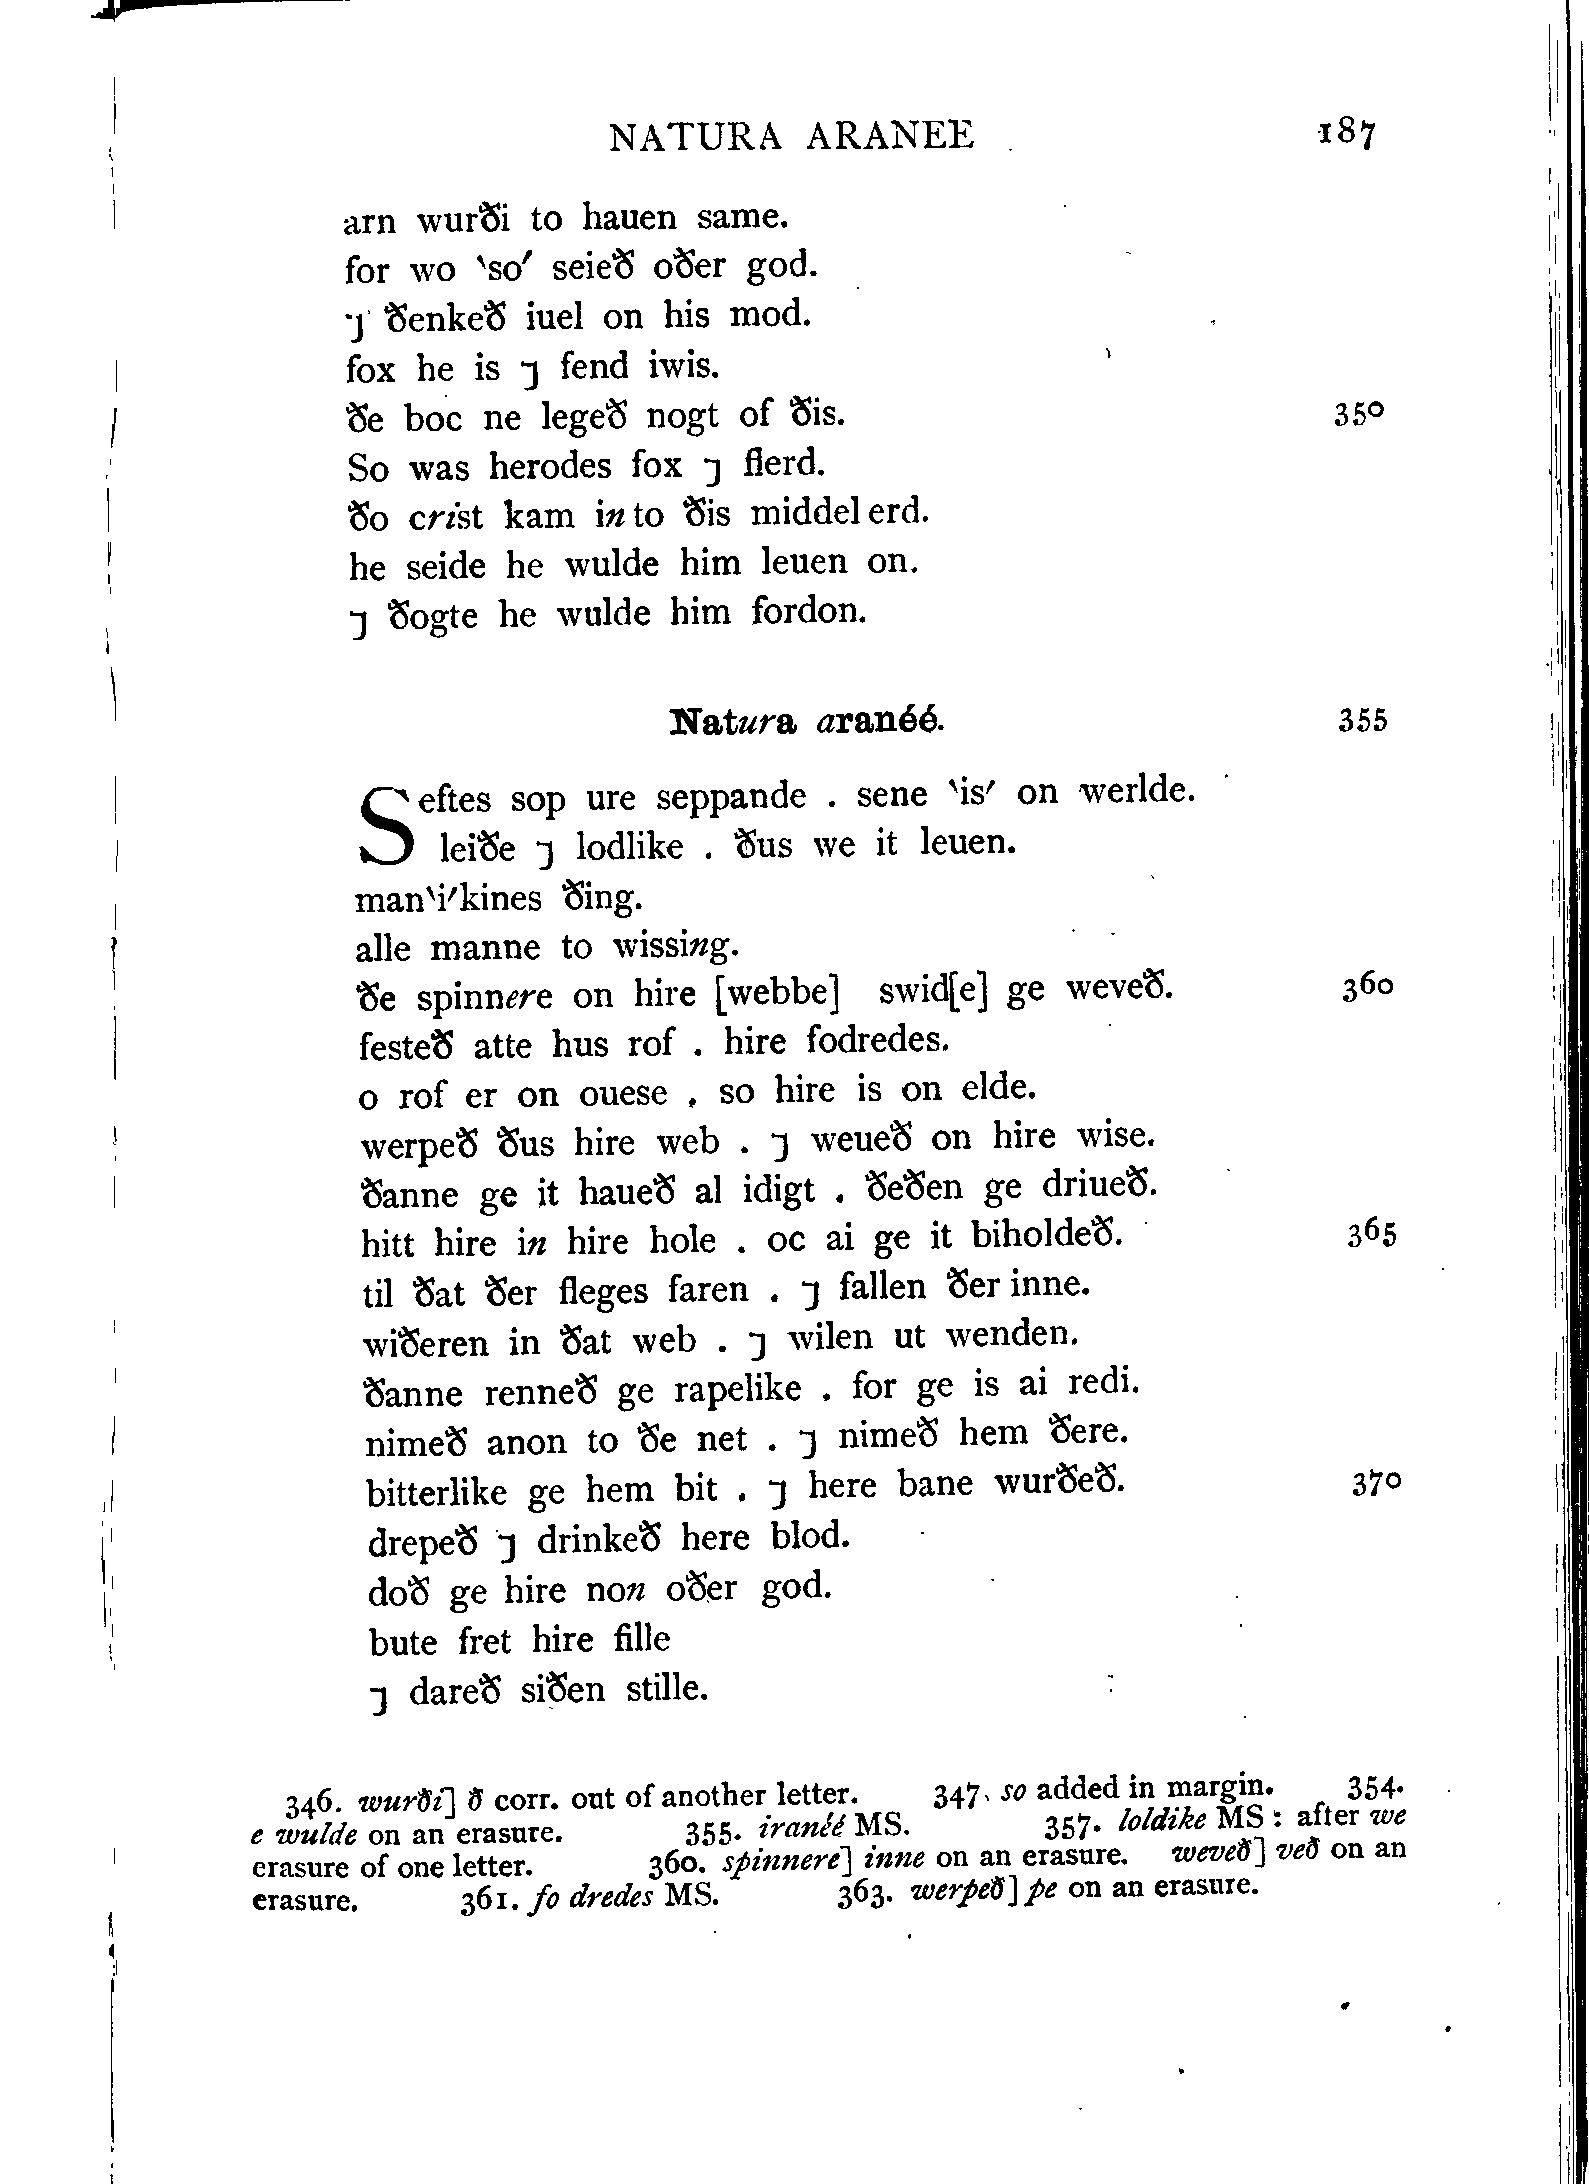 NATURA ARANEE 187
arn wurði to hauen same.
for wo ‵so′ seieð oðer god.
⁊ ðenkeð iuel on his mod.
fox he is ⁊ fend iwis.
ðe boc ne legeð nogt of ðis. 350
So was herodes fox ⁊ flerd.
ðo crist kam in to ðis middel erd.
he seide he wulde him leuen on.
⁊ ðogte he wulde him fordon.
Natura aranéé. 355
Seftes sop ure seppande . sene ‵is′ on werlde.
leiðe ⁊ lodlike . ðus we it leuen.
man‵i′kines ðing.
alle manne to wissing.
ðe spinnere on hire [webbe] swid[e] ge weveð. 360
festeð atte hus rof . hire fodredes.
o rof er on ouese . so hire is on elde.
werpeð ðus hire web . ⁊ weueð on hire wise.
ðanne ge it haueð al idigt . ðeðen ge driueð.
hitt hire in hire hole . oc ai ge it biholdeð. 365
til ðat ðer fleges faren . ⁊ fallen ðer inne.
wiðeren in ðat web . ⁊ wilen ut wenden.
ðanne renneð ge rapelike . for ge is ai redi.
nimeð anon to ðe net . ⁊ nimeð hem ðere.
bitterlike ge hem bit . ⁊ here bane wurðeð. 370
drepeð ⁊ drinkeð here blod.
doð ge hire non oðer god.
bute fret hire fille
⁊ dareð siðen stille.
346. wurði] ð corr. out of another letter. 347. so added in margin. 354.
e wulde on an erasure. 355. iranéé MS. 357. loldike MS : after we
erasure of one letter. 360. spinnere] inne on an erasure. weveð] veð on an
erasure. 361. fo dredes MS. 363. werpeð] pe on an erasure.